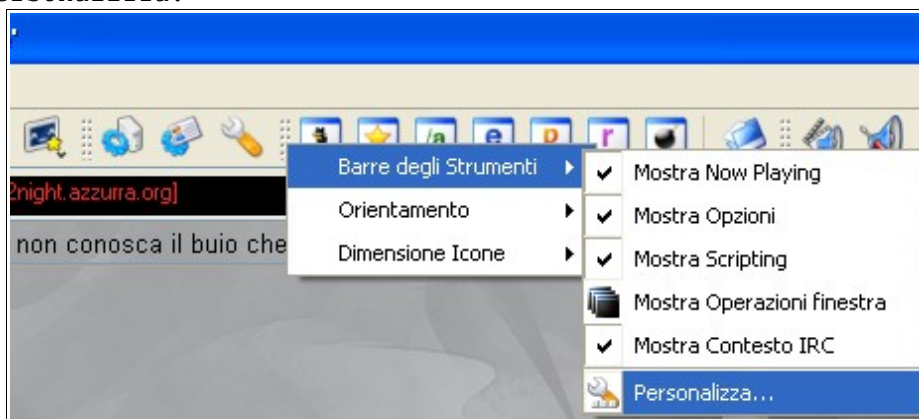 2night.azzurra.org]
non conosca il buio che
Barre degli Strumenti
Orientamento
Dimensione Icone
Mostra Now Playing
Mostra Opzioni
Mostra Scripting
Mostra Operazioni finestra
Mostra Contesto IRC
Personalizza...
/a
e
p
r